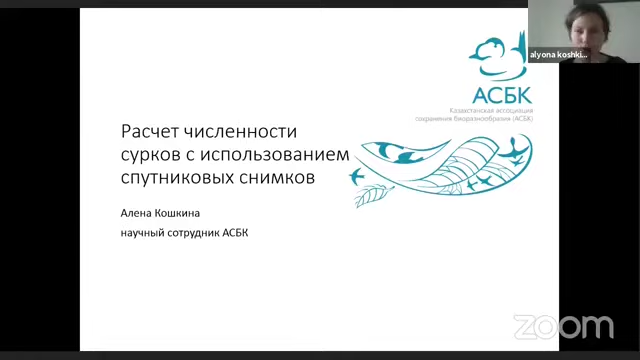 alyona koshki...
АСБК
Казахстанская ассоциация
сохранения биоразнообразия (АСБК)
Расчет численности
сурков с использованием
спутниковых снимков
Алена Кошкина
научный сотрудник АСБК
zoom